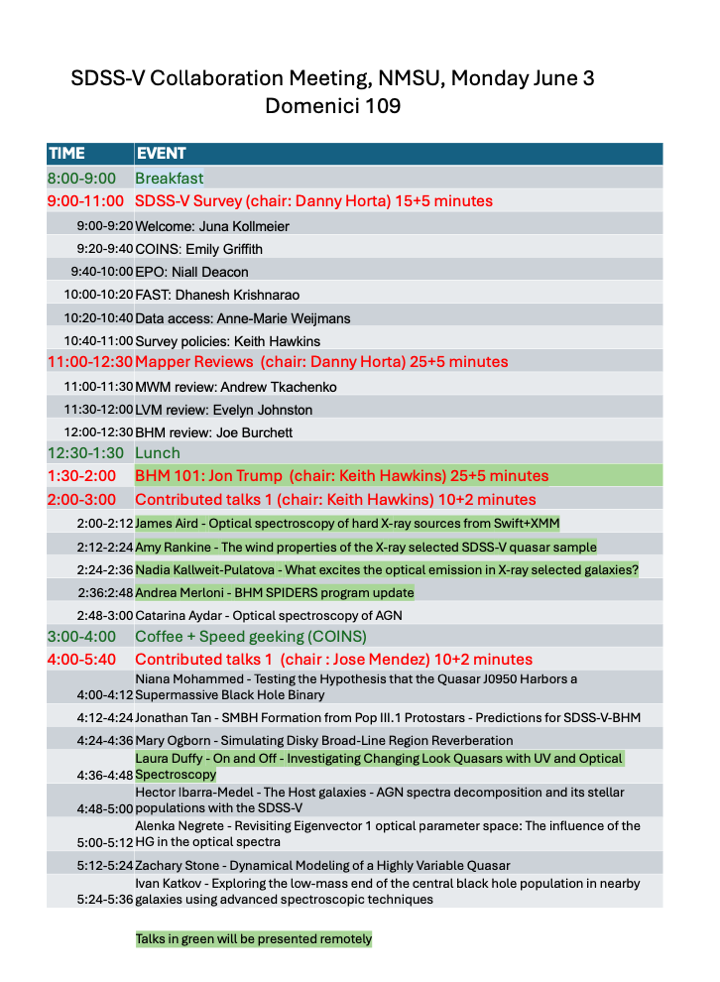 SDSS-V Collaboration Meeting, NMSU, Monday June 3
Domenici 109
TIME EVENT
8:00-9:00 Breakfast
9:00-11:00 SDSS-V Survey (chair: Danny Horta) 15+5 minutes
9:00-9:20 Welcome: Juna Kollmeier
9:20-9:40 COINS: Emily Griffith
9:40-10:00 EPO: Niall Deacon
10:00-10:20 FAST: Dhanesh Krishnarao
10:20-10:40 Data access: Anne-Marie Weijmans
10:40-11:00 Survey policies: Keith Hawkins
11:00-12:30 Mapper Reviews (chair: Danny Horta) 25+5 minutes
11:00-11:30 MWM review: Andrew Tkachenko
11:30-12:00 LVM review: Evelyn Johnston
12:00-12:30 BHM review: Joe Burchett
12:30-1:30 Lunch
1:30-2:00 BHM 101: Jon Trump (chair: Keith Hawkins) 25+5 minutes
2:00-3:00 Contributed talks 1 (chair: Keith Hawkins) 10+2 minutes
2:00-2:12 James Aird - Optical spectroscopy of hard X-ray sources from Swift+XMM
2:12-2:24 Amy Rankine - The wind properties of the X-ray selected SDSS-V quasar sample
2:24-2:36 Nadia Kallweit-Pulatova - What excites the optical emission in X-ray selected galaxies?
2:36:2:48 Andrea Merloni - BHM SPIDERS program update
2:48-3:00 Catarina Aydar - Optical spectroscopy of AGN
3:00-4:00 Coffee + Speed geeking (COINS)
4:00-5:40 Contributed talks 1 (chair : Jose Mendez) 10+2 minutes
Niana Mohammed - Testing the Hypothesis that the Quasar J0950 Harbors a
4:00-4:12 Supermassive Black Hole Binary
4:12-4:24 Jonathan Tan - SMBH Formation from Pop III.1 Protostars - Predictions for SDSS-V-BHM
4:24-4:36 Mary Ogborn - Simulating Disky Broad-Line Region Reverberation
Laura Duffy - On and Off - Investigating Changing Look Quasars with UV and Optical
4:36-4:48 Spectroscopy
Hector Ibarra-Medel - The Host galaxies - AGN spectra decomposition and its stellar
4:48-5:00 populations with the SDSS-V
Alenka Negrete - Revisiting Eigenvector 1 optical parameter space: The influence of the
5:00-5:12 HG in the optical spectra
5:12-5:24 Zachary Stone - Dynamical Modeling of a Highly Variable Quasar
Ivan Katkov - Exploring the low-mass end of the central black hole population in nearby
5:24-5:36 galaxies using advanced spectroscopic techniques
Talks in green will be presented remotely